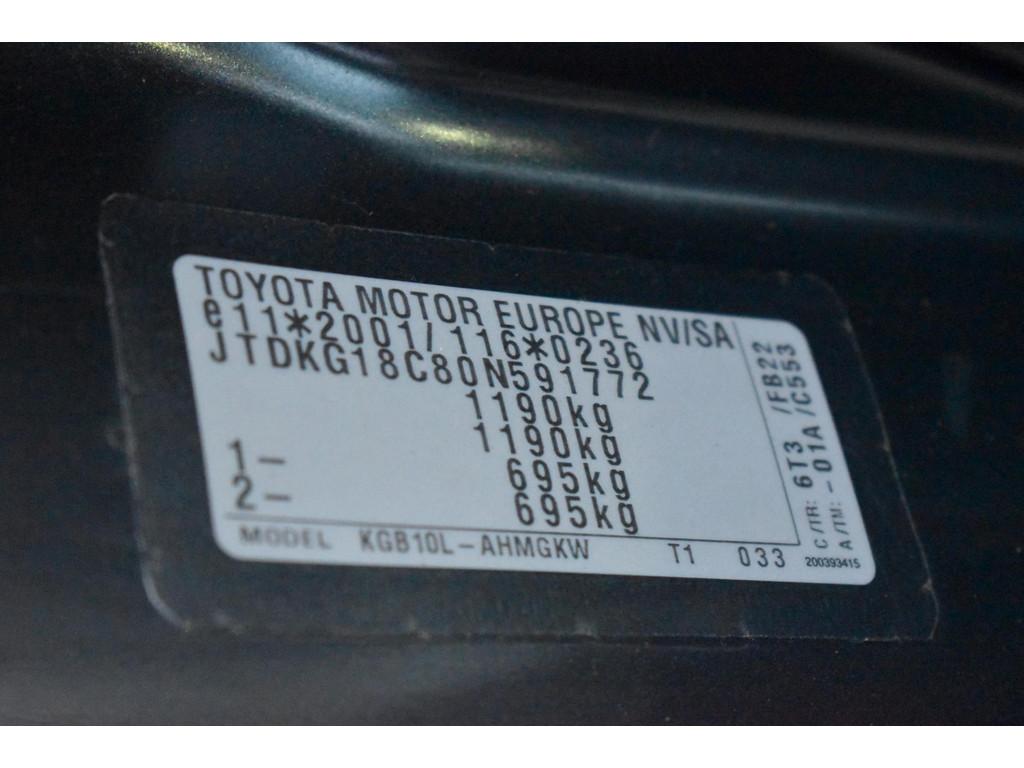 TOYOTA MOTOR EUROPE NV/SA
e11*2001/116*0236
JTDKG18C80N591772
1190kg
1190kg
1- 695kg
2- 695kg
MODEL KGB10L-AHMGKW T1 033
C/TR: 6T3 /FB22
A/TM: -01A /C553
200393415